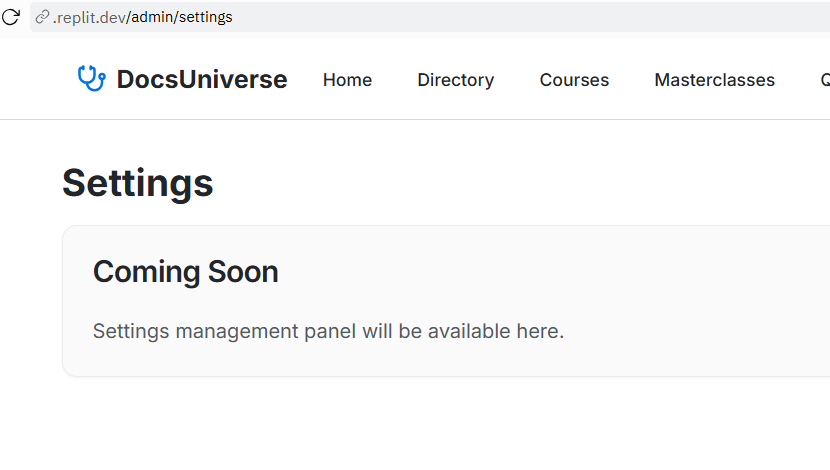 .replit.dev/admin/settings
DocsUniverse Home Directory Courses Masterclasses
Settings
Coming Soon
Settings management panel will be available here.